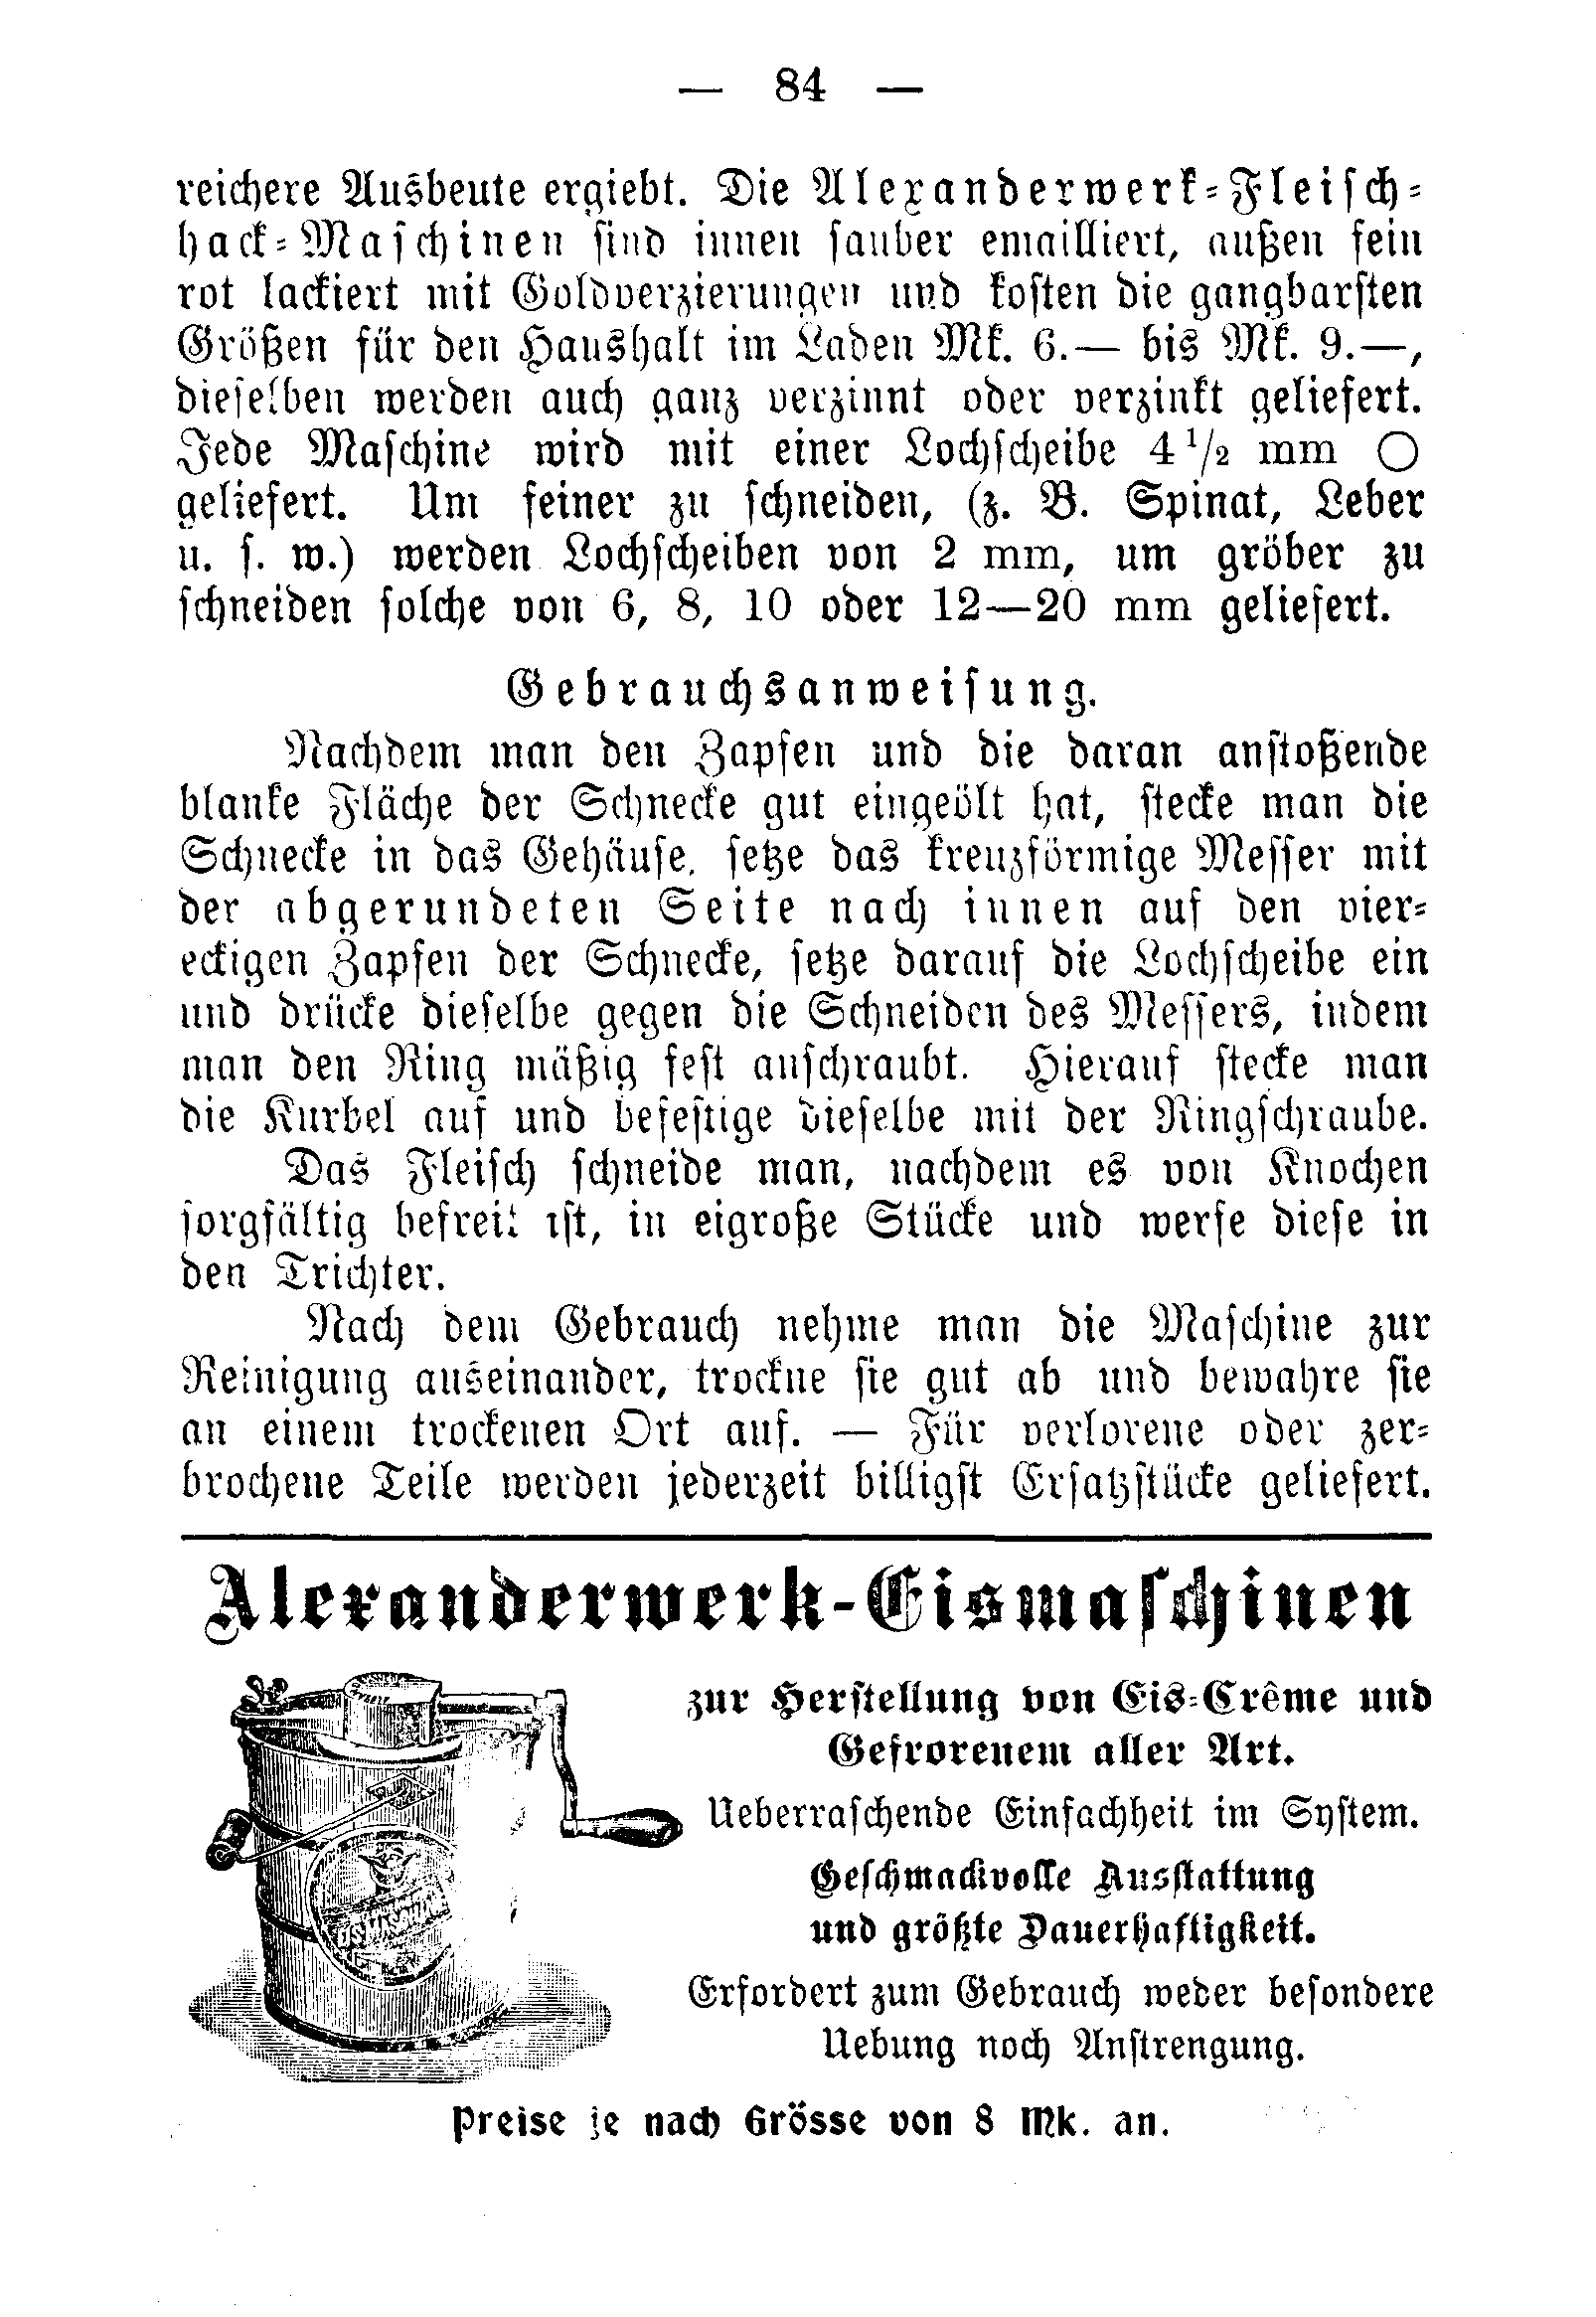 — 84 —
reichere Ausbeute ergiebt. Die Alexanderwerk-Fleisch-
hack-Maschinen sind innen sauber emailliert, außen fein
rot lackiert mit Goldverzierungen und kosten die gangbarsten
Größen für den Haushalt im Laden Mk. 6.— bis Mk. 9.—,
dieselben werden auch ganz verzinnt oder verzinkt geliefert.
Jede Maschine wird mit einer Lochscheibe 4 1/2 mm ○
geliefert. Um feiner zu schneiden, (z. B. Spinat, Leber
u. s. w.) werden Lochscheiben von 2 mm, um gröber zu
schneiden solche von 6, 8, 10 oder 12—20 mm geliefert.
Gebrauchsanweisung.
Nachdem man den Zapfen und die daran anstoßende
blanke Fläche der Schnecke gut eingeölt hat, stecke man die
Schnecke in das Gehäuse, setze das kreuzförmige Messer mit
der abgerundeten Seite nach innen auf den vier-
eckigen Zapfen der Schnecke, setze darauf die Lochscheibe ein
und drücke dieselbe gegen die Schneiden des Messers, indem
man den Ring mäßig fest anschraubt. Hierauf stecke man
die Kurbel auf und befestige dieselbe mit der Ringschraube.
Das Fleisch schneide man, nachdem es von Knochen
sorgfältig befreit ist, in eigroße Stücke und werfe diese in
den Trichter.
Nach dem Gebrauch nehme man die Maschine zur
Reinigung auseinander, trockne sie gut ab und bewahre sie
an einem trockenen Ort auf. — Für verlorene oder zer-
brochene Teile werden jederzeit billigst Ersatzstücke geliefert.
Alexanderwerk-Eismaschinen
zur Herstellung von Eis-Crême und
Gefrorenem aller Art.
Ueberraschende Einfachheit im System.
Geschmackvolle Ausstattung
und größte Dauerhaftigkeit.
Erfordert zum Gebrauch weder besondere
Uebung noch Anstrengung.
Preise je nach Grösse von 8 Mk. an.